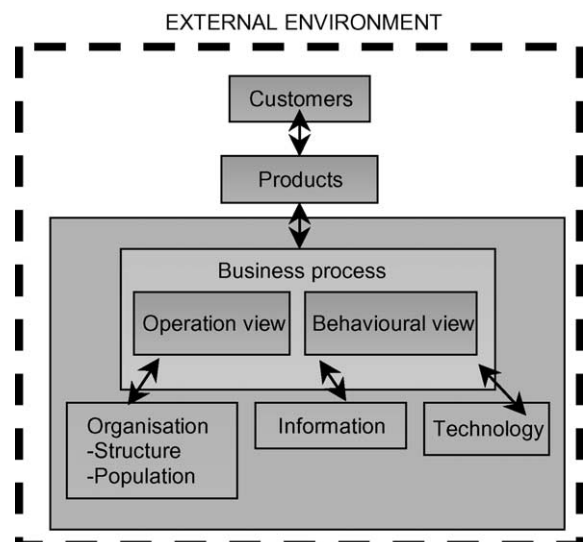 EXTERNAL ENVIRONMENT
Customers
Products
Business process
Operation view
Behavioural view
Organisation
-Structure
-Population
Information
Technology